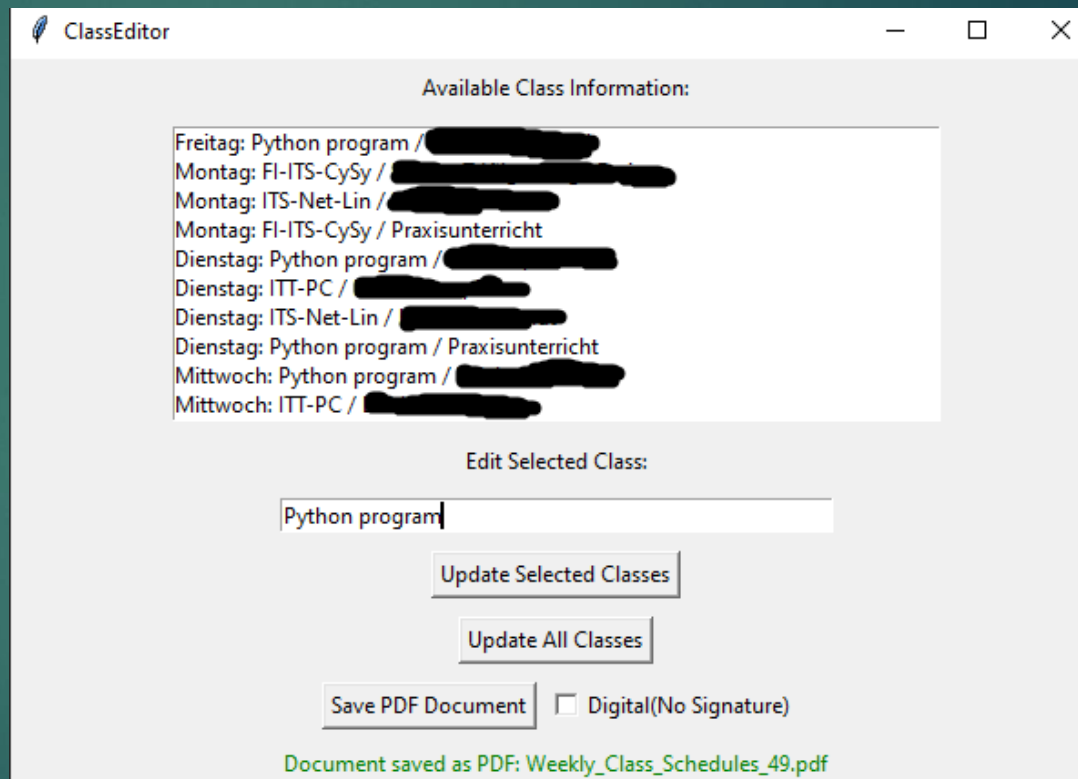 ClassEditor
Available Class Information:
Freitag: Python program /
Montag: FI-ITS-CySy /
Montag: ITS-Net-Lin /
Montag: FI-ITS-CySy / Praxisunterricht
Dienstag: Python program /
Dienstag: ITT-PC /
Dienstag: ITS-Net-Lin /
Dienstag: Python program / Praxisunterricht
Mittwoch: Python program /
Mittwoch: ITT-PC /
Edit Selected Class:
Python program
Update Selected Classes
Update All Classes
Save PDF Document Digital(No Signature)
Document saved as PDF: Weekly_Class_Schedules_49.pdf